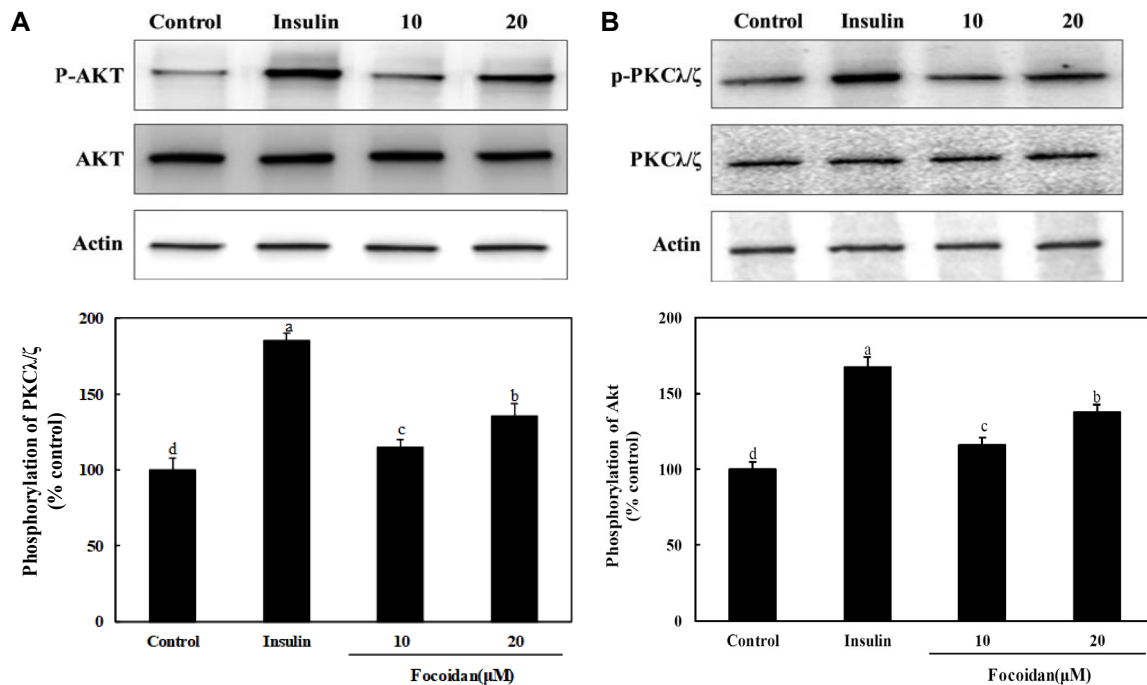 A
Control Insulin 10 20
P-AKT
AKT
Actin
Phosphorylation of PKCλ/ζ
(% control)
200
150
100
50
0
d
a
c
b
Control Insulin 10 20
Focoidan(µM)
B
Control Insulin 10 20
p-PKCλ/ζ
PKCλ/ζ
Actin
Phosphorylation of Akt
(% control)
200
150
100
50
0
d
a
c
b
Control Insulin 10 20
Focoidan(µM)